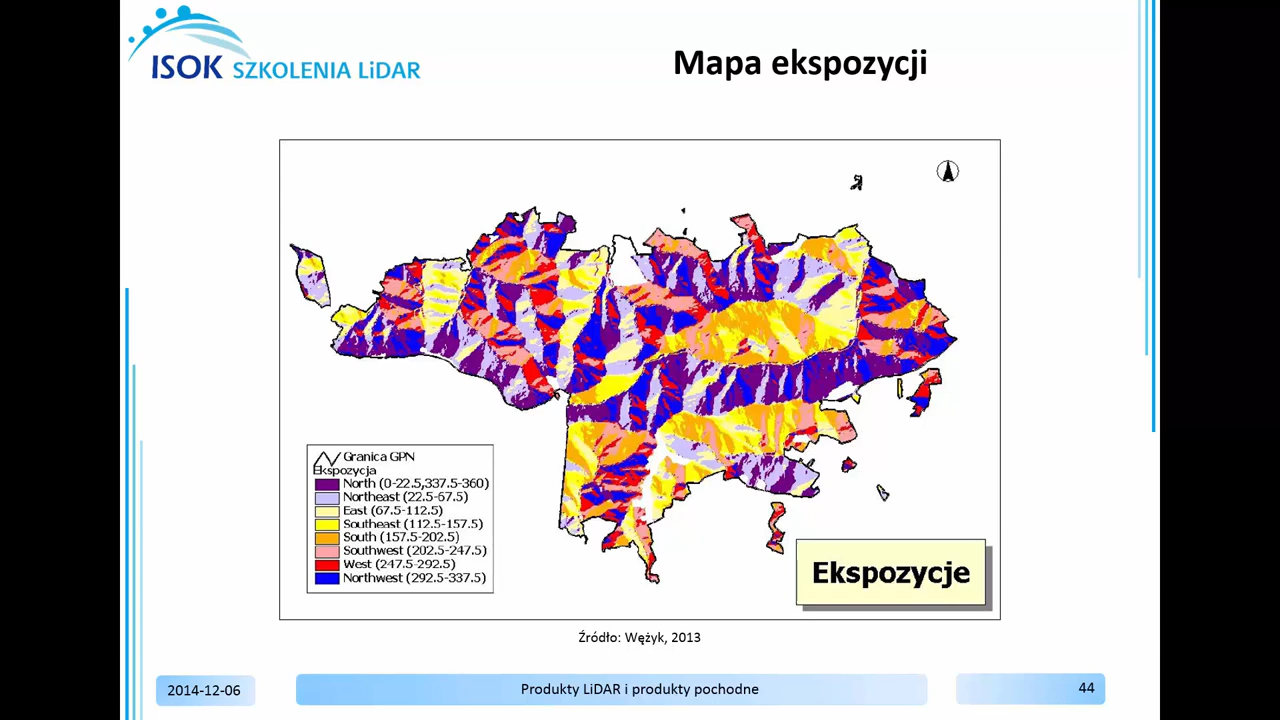 ISOK SZKOLENIA LiDAR
Mapa ekspozycji
Granica GPN
Ekspozycja
North (0-22.5,337.5-360)
Northeast (22.5-67.5)
East (67.5-112.5)
Southeast (112.5-157.5)
South (157.5-202.5)
Southwest (202.5-247.5)
West (247.5-292.5)
Northwest (292.5-337.5)
Ekspozycje
Źródło: Wężyk, 2013
2014-12-06
Produkty LiDAR i produkty pochodne
44